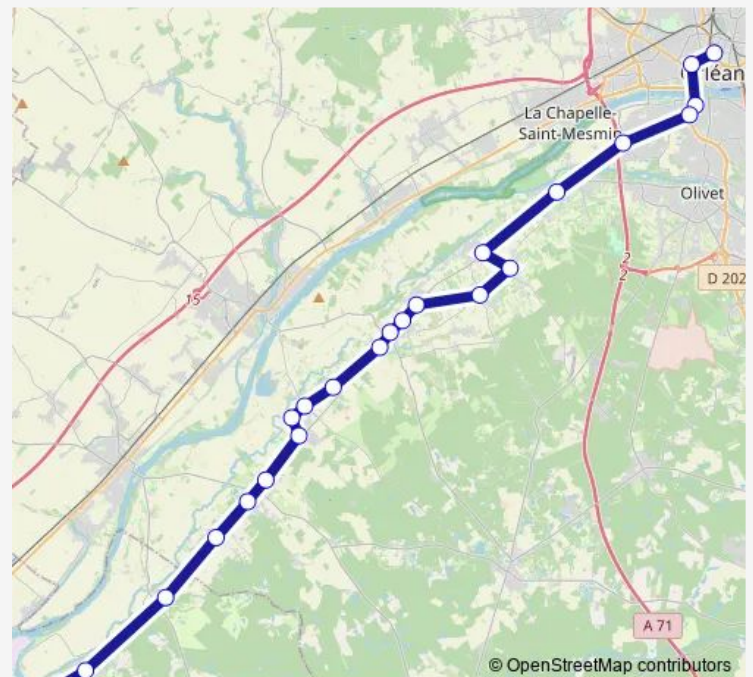 La Chapelle-
Saint-Mesmin
Olivet
2
2
D 202
15
A 71
© OpenStreetMap contributors